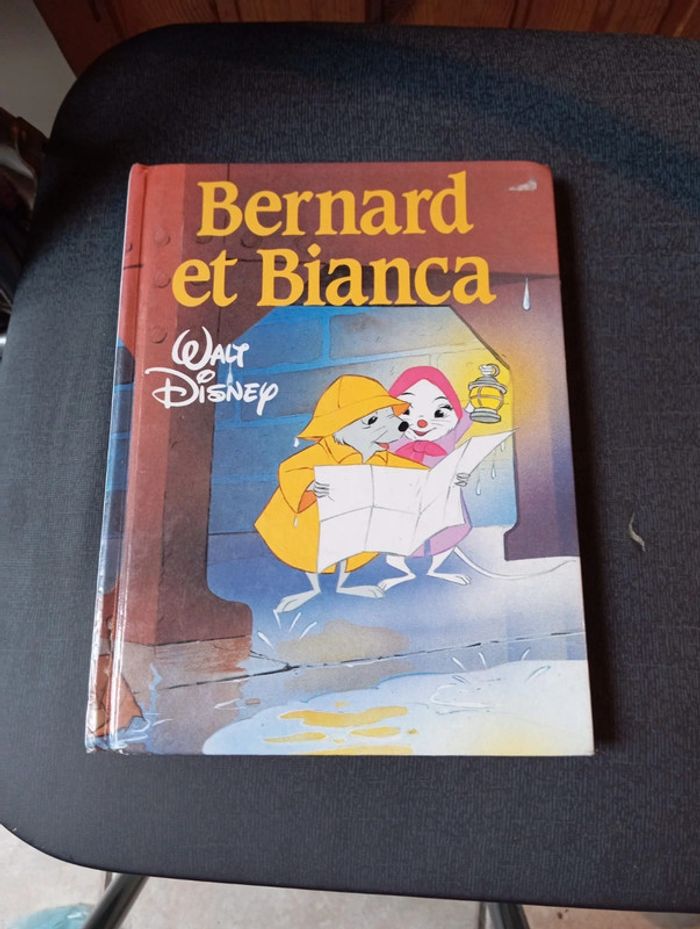 Bernard
et Bianca
WALT
DISNEY